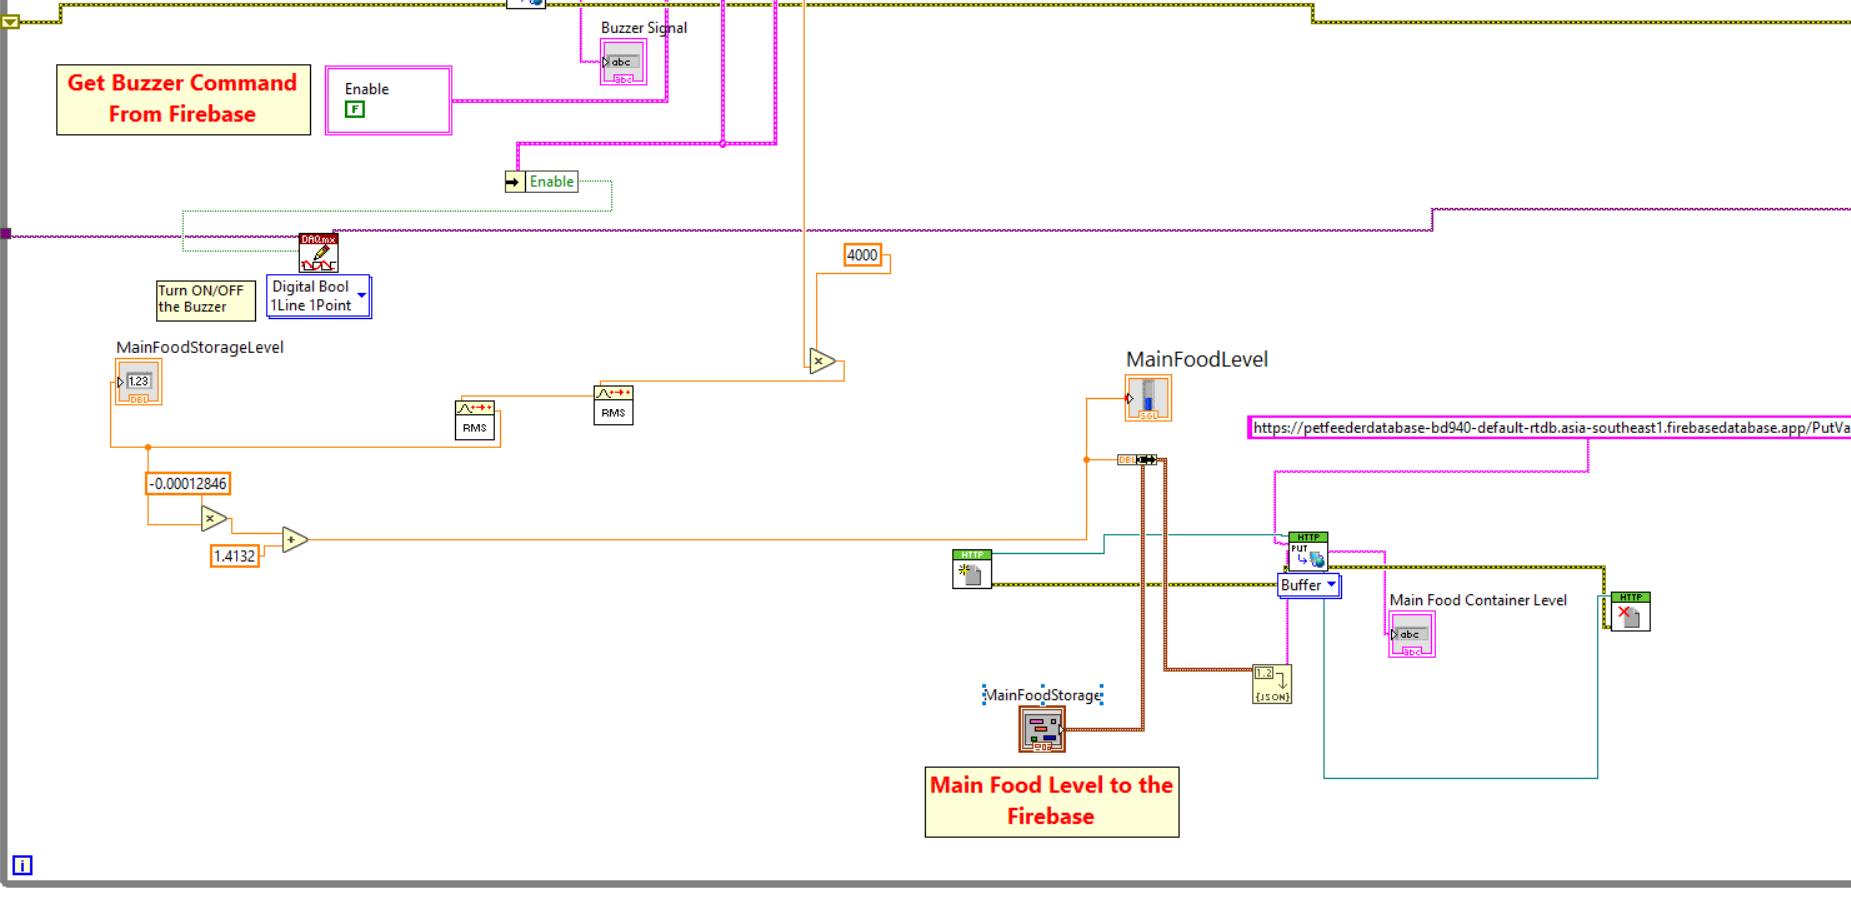 Buzzer Signal
abc
abc
Get Buzzer Command
From Firebase
Enable
F
Enable
DAQmx
4000
Turn ON/OFF
the Buzzer
Digital Bool
1Line 1Point
MainFoodStorageLevel
1.23
DBL
×
RMS
RMS
MainFoodLevel
SGL
https://petfeederdatabase-bd940-default-rtdb.asia-southeast1.firebasedatabase.app/PutVa
DBL
-0.00012846
×
+
1.4132
HTTP
HTTP
PUT
Buffer
Main Food Container Level
abc
abc
HTTP
1.2
{JSON}
MainFoodStorage
Main Food Level to the
Firebase
i